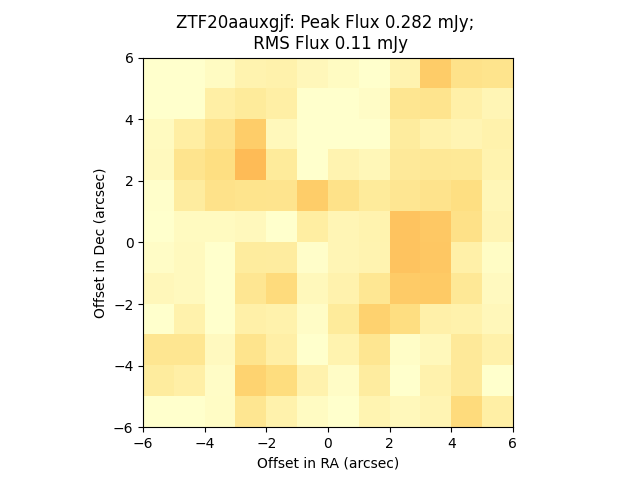 ZTF20aauxgjf: Peak Flux 0.282 mJy;
RMS Flux 0.11 mJy
6
4
2
0
−2
−4
−6
Offset in Dec (arcsec)
−6 −4 −2 0 2 4 6
Offset in RA (arcsec)